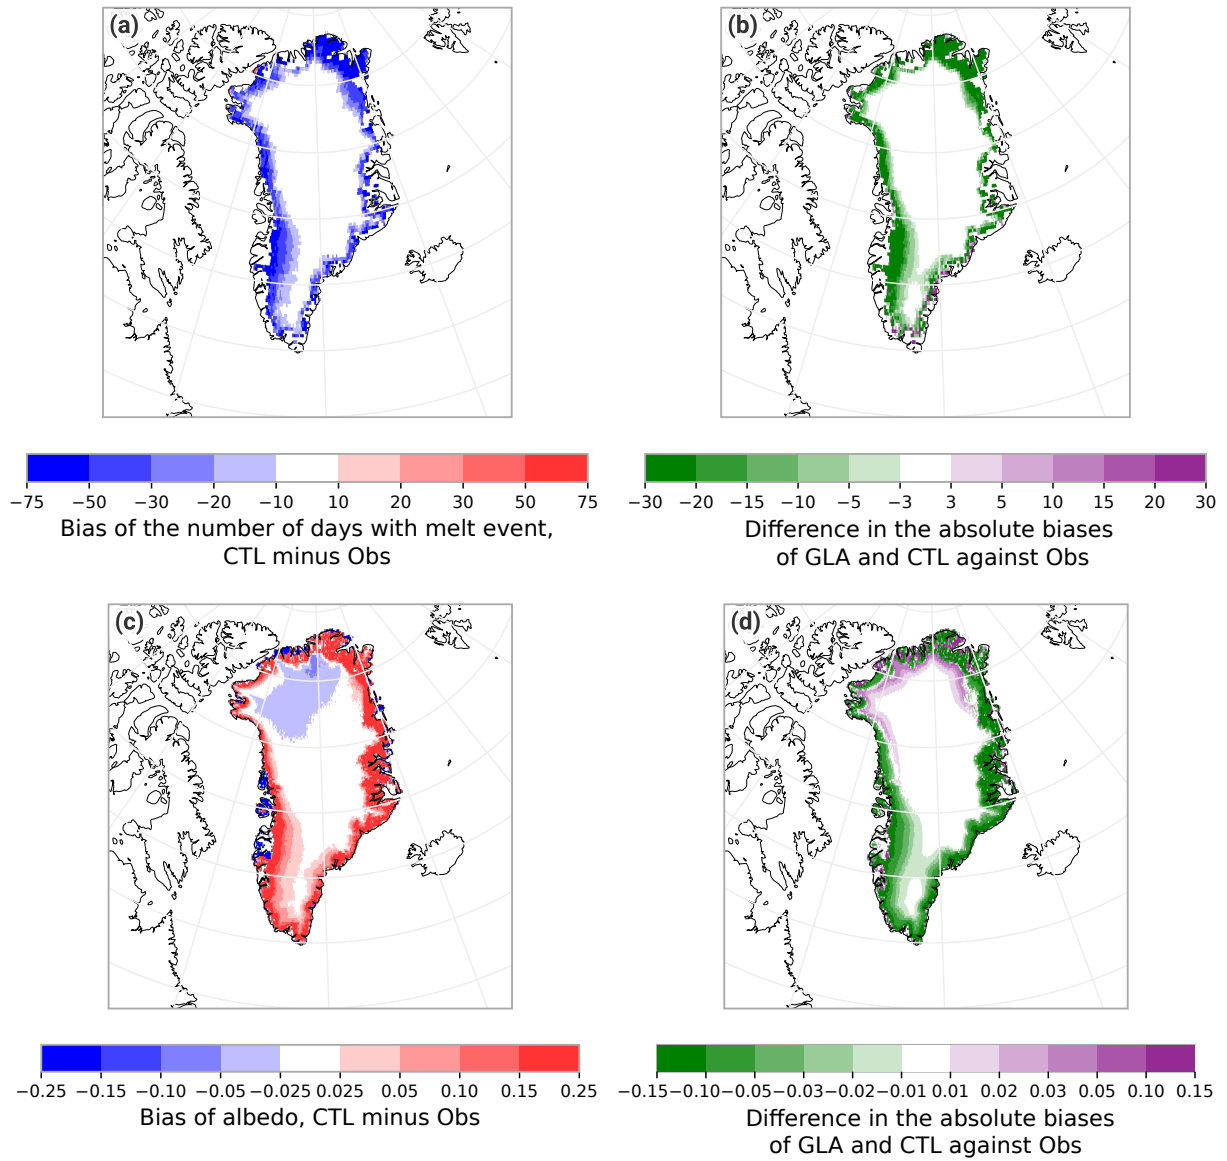 (a)
(b)
−75 −50 −30 −20 −10 10 20 30 50 75
Bias of the number of days with melt event,
CTL minus Obs
−30 −20 −15 −10 −5 −3 3 5 10 15 20 30
Difference in the absolute biases
of GLA and CTL against Obs
(c)
(d)
−0.25 −0.15 −0.10 −0.05 −0.025 0.025 0.05 0.10 0.15 0.25
Bias of albedo, CTL minus Obs
−0.15 −0.10 −0.05 −0.03 −0.02 −0.01 0.01 0.02 0.03 0.05 0.10 0.15
Difference in the absolute biases
of GLA and CTL against Obs